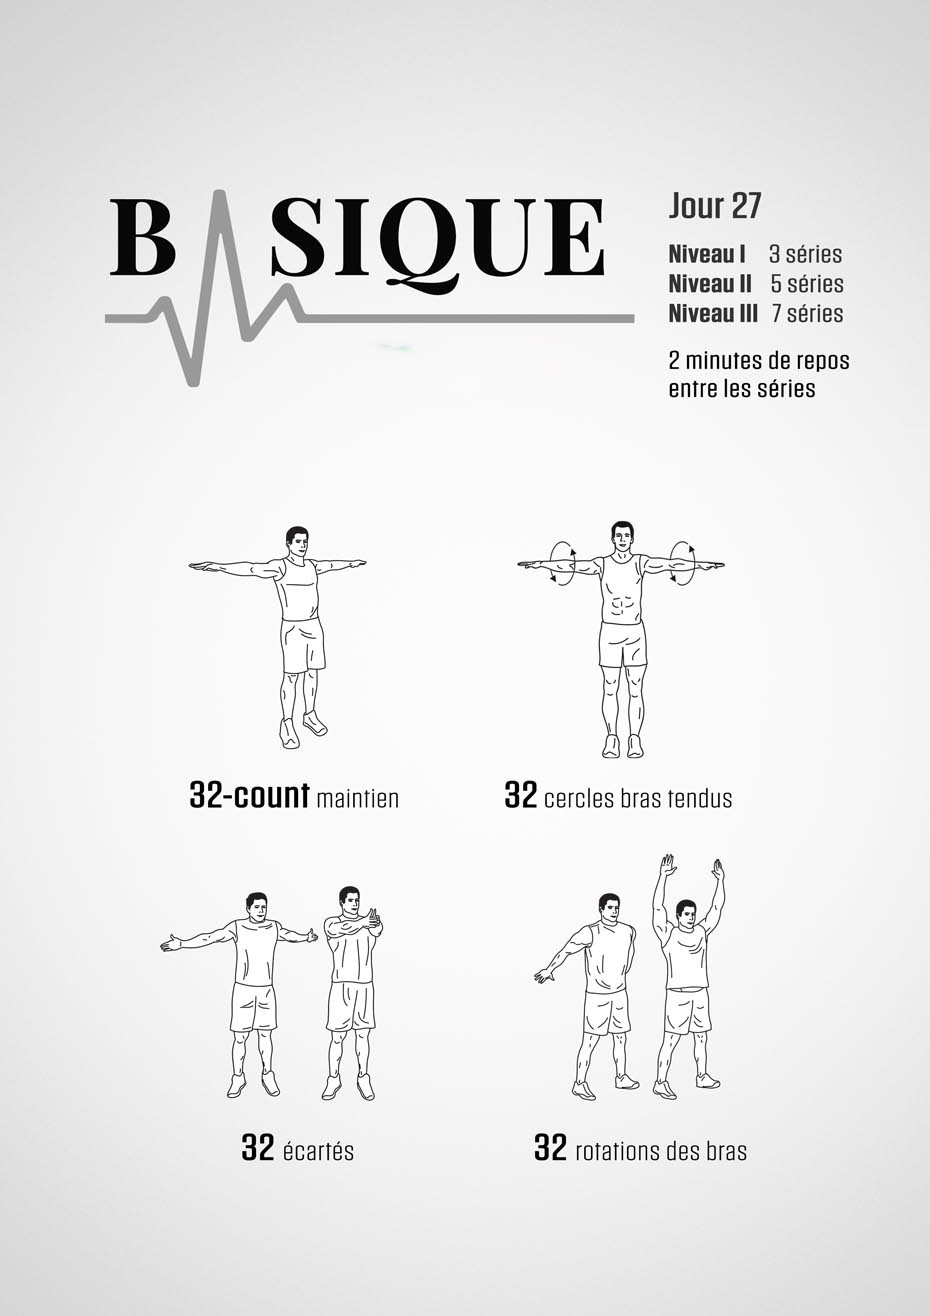 BASIQUE
Jour 27
Niveau I 3 séries
Niveau II 5 séries
Niveau III 7 séries
2 minutes de repos
entre les séries
32-count maintien
32 cercles bras tendus
32 écartés
32 rotations des bras